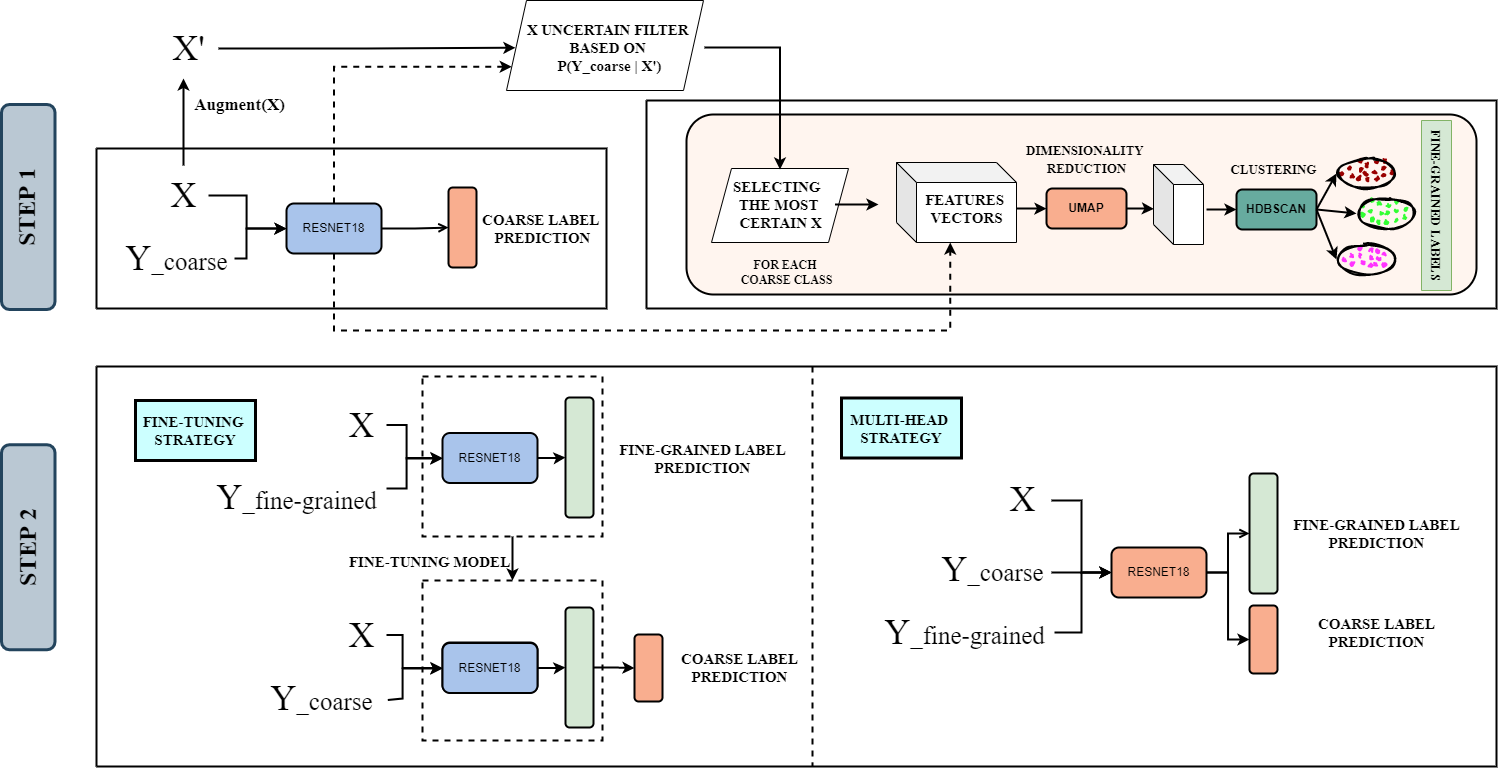 STEP 1
X'
Augment(X)
X UNCERTAIN FILTER
BASED ON
P(Y_coarse | X')
X
Y_coarse
RESNET18
COARSE LABEL
PREDICTION
SELECTING
THE MOST
CERTAIN X
FOR EACH
COARSE CLASS
FEATURES
VECTORS
DIMENSIONALITY
REDUCTION
UMAP
CLUSTERING
HDBSCAN
FINE-GRAINED LABELS
STEP 2
FINE-TUNING
STRATEGY
X
Y_fine-grained
RESNET18
FINE-GRAINED LABEL
PREDICTION
FINE-TUNING MODEL
X
Y_coarse
RESNET18
COARSE LABEL
PREDICTION
MULTI-HEAD
STRATEGY
X
Y_coarse
Y_fine-grained
RESNET18
FINE-GRAINED LABEL
PREDICTION
COARSE LABEL
PREDICTION